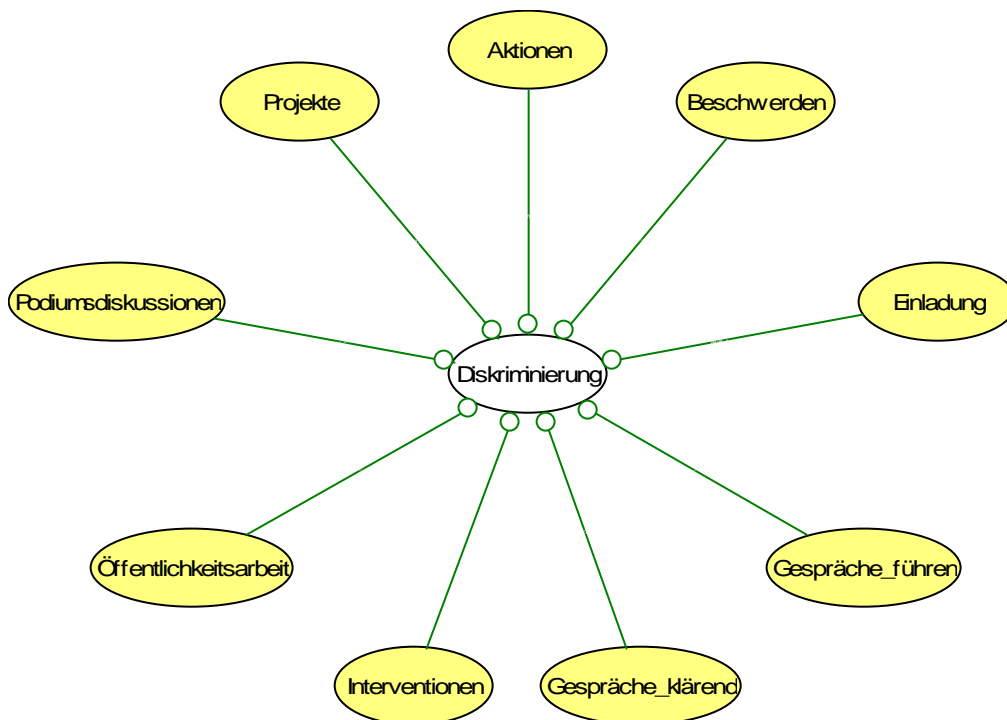 Aktionen
Projekte
Beschwerden
Podiumsdiskussionen
Einladung
Diskriminierung
Öffentlichkeitsarbeit
Gespräche_führen
Interventionen
Gespräche_klärend